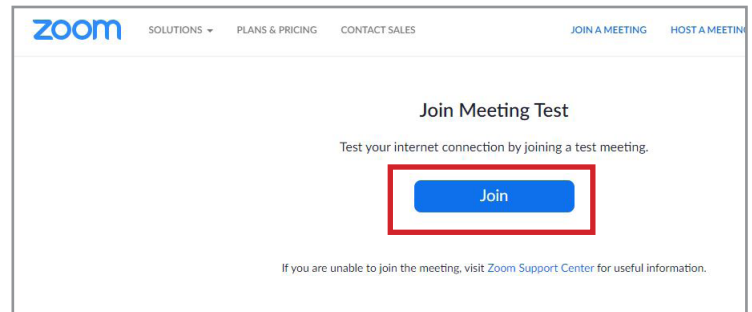 zoom SOLUTIONS PLANS & PRICING CONTACT SALES JOIN A MEETING HOST A MEETING
Join Meeting Test
Test your internet connection by joining a test meeting.
Join
If you are unable to join the meeting, visit Zoom Support Center for useful information.